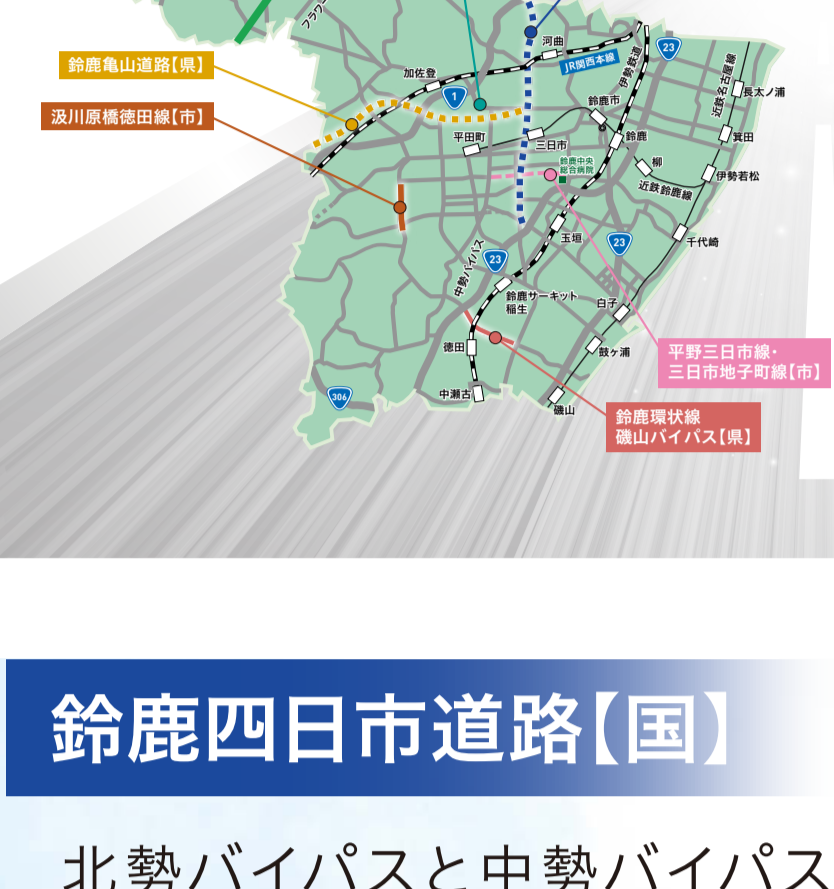 フラワー
河曲
JR関西本線
伊勢鉄道
23
近鉄名古屋線
長太ノ浦
鈴鹿亀山道路【県】
加佐登
1
鈴鹿市
汲川原橋徳田線【市】
平田町
三日市
鈴鹿
箕田
鈴鹿中央
総合病院
柳
伊勢若松
近鉄鈴鹿線
玉垣
23
千代崎
中勢バイパス
23
鈴鹿サーキット
稲生
白子
徳田
鼓ヶ浦
平野三日市線・
三日市地子町線【市】
306
中瀬古
磯山
鈴鹿環状線
磯山バイパス【県】
鈴鹿四日市道路【国】
北勢バイパスと中勢バイパス